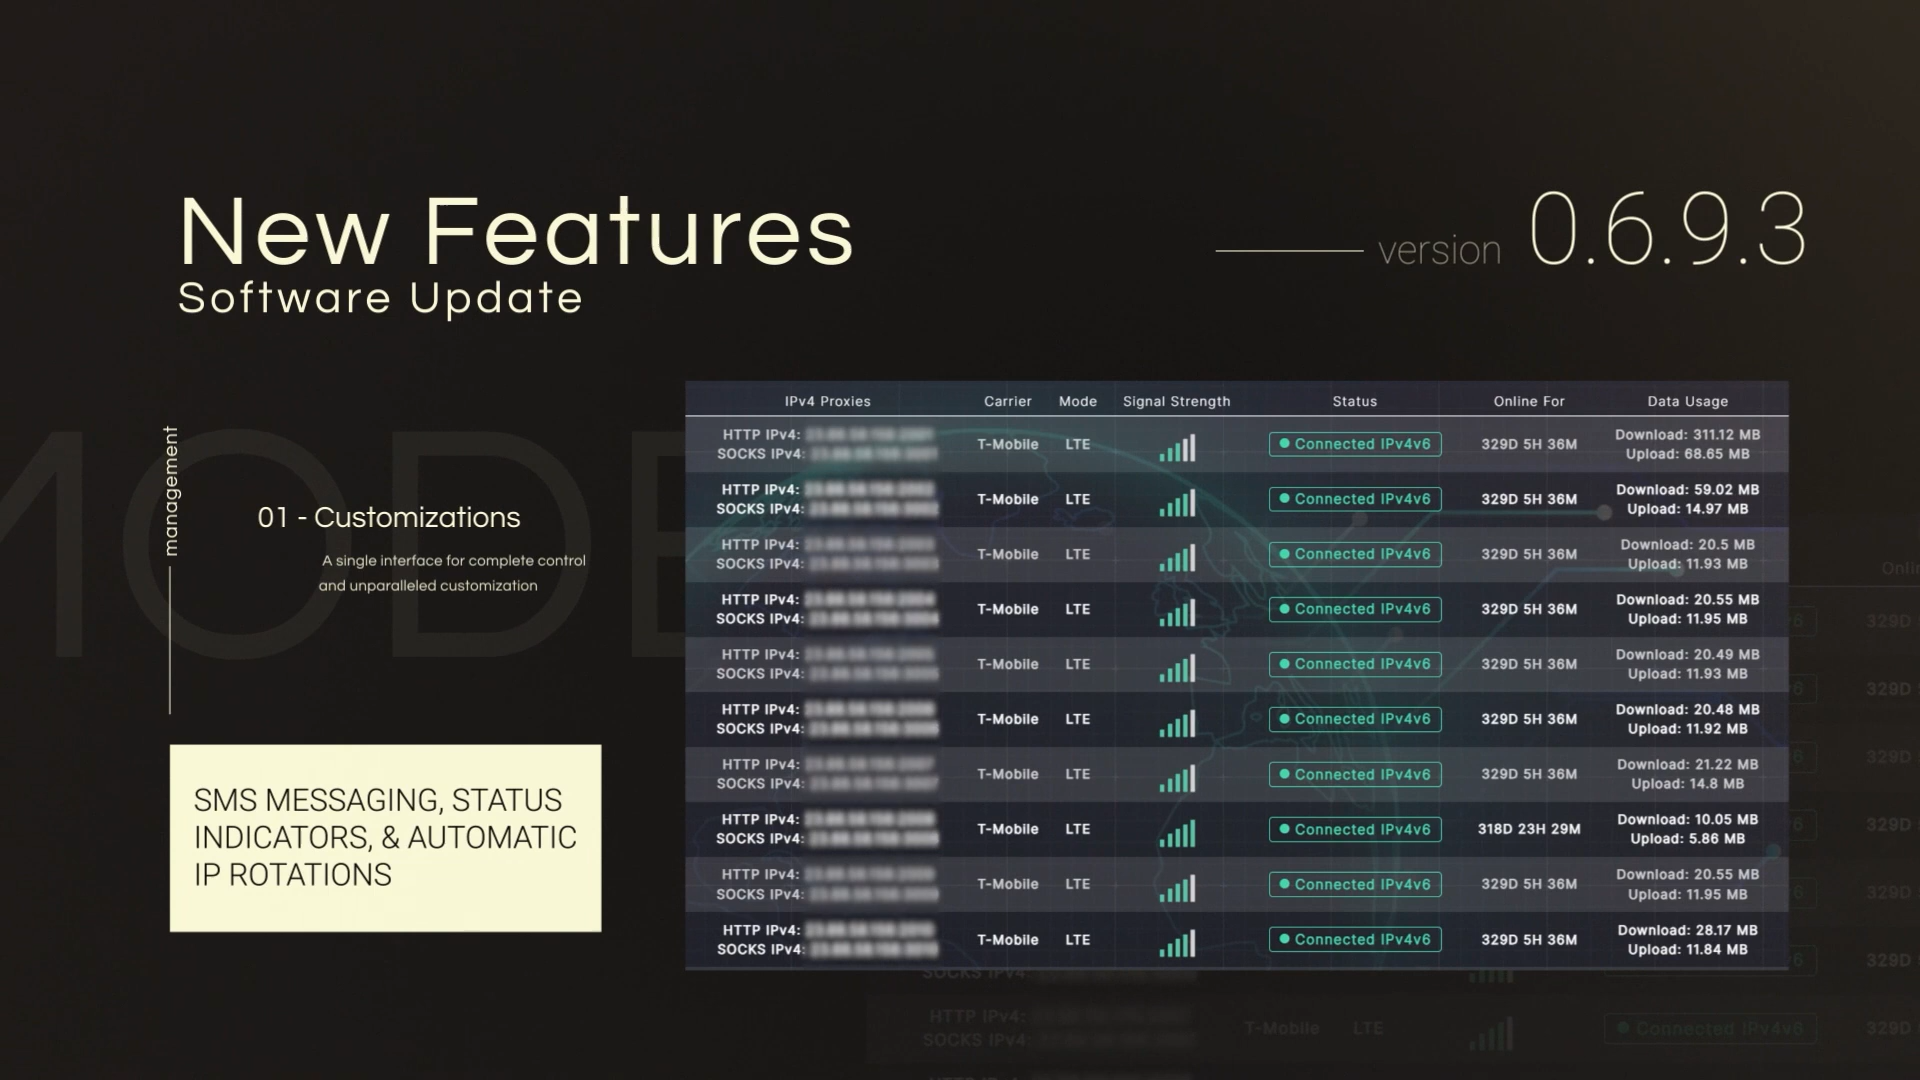 New Features
Software Update
version 0.6.9.3
management
01 - Customizations
A single interface for complete control
and unparalleled customization
SMS MESSAGING, STATUS
INDICATORS, & AUTOMATIC
IP ROTATIONS
IPv4 Proxies Carrier Mode Signal Strength Status Online For Data Usage
HTTP IPv4: T-Mobile LTE Connected IPv4v6 329D 5H 36M Download: 311.12 MB
SOCKS IPv4: Upload: 68.65 MB
HTTP IPv4: T-Mobile LTE Connected IPv4v6 329D 5H 36M Download: 59.02 MB
SOCKS IPv4: Upload: 14.97 MB
HTTP IPv4: T-Mobile LTE Connected IPv4v6 329D 5H 36M Download: 20.5 MB
SOCKS IPv4: Upload: 11.93 MB
HTTP IPv4: T-Mobile LTE Connected IPv4v6 329D 5H 36M Download: 20.55 MB
SOCKS IPv4: Upload: 11.95 MB
HTTP IPv4: T-Mobile LTE Connected IPv4v6 329D 5H 36M Download: 20.49 MB
SOCKS IPv4: Upload: 11.93 MB
HTTP IPv4: T-Mobile LTE Connected IPv4v6 329D 5H 36M Download: 20.48 MB
SOCKS IPv4: Upload: 11.92 MB
HTTP IPv4: T-Mobile LTE Connected IPv4v6 329D 5H 36M Download: 21.22 MB
SOCKS IPv4: Upload: 14.8 MB
HTTP IPv4: T-Mobile LTE Connected IPv4v6 318D 23H 29M Download: 10.05 MB
SOCKS IPv4: Upload: 5.86 MB
HTTP IPv4: T-Mobile LTE Connected IPv4v6 329D 5H 36M Download: 20.55 MB
SOCKS IPv4: Upload: 11.95 MB
HTTP IPv4: T-Mobile LTE Connected IPv4v6 329D 5H 36M Download: 28.17 MB
SOCKS IPv4: Upload: 11.84 MB
HTTP IPv4: T-Mobile LTE Connected IPv4v6 329D
SOCKS IPv4: